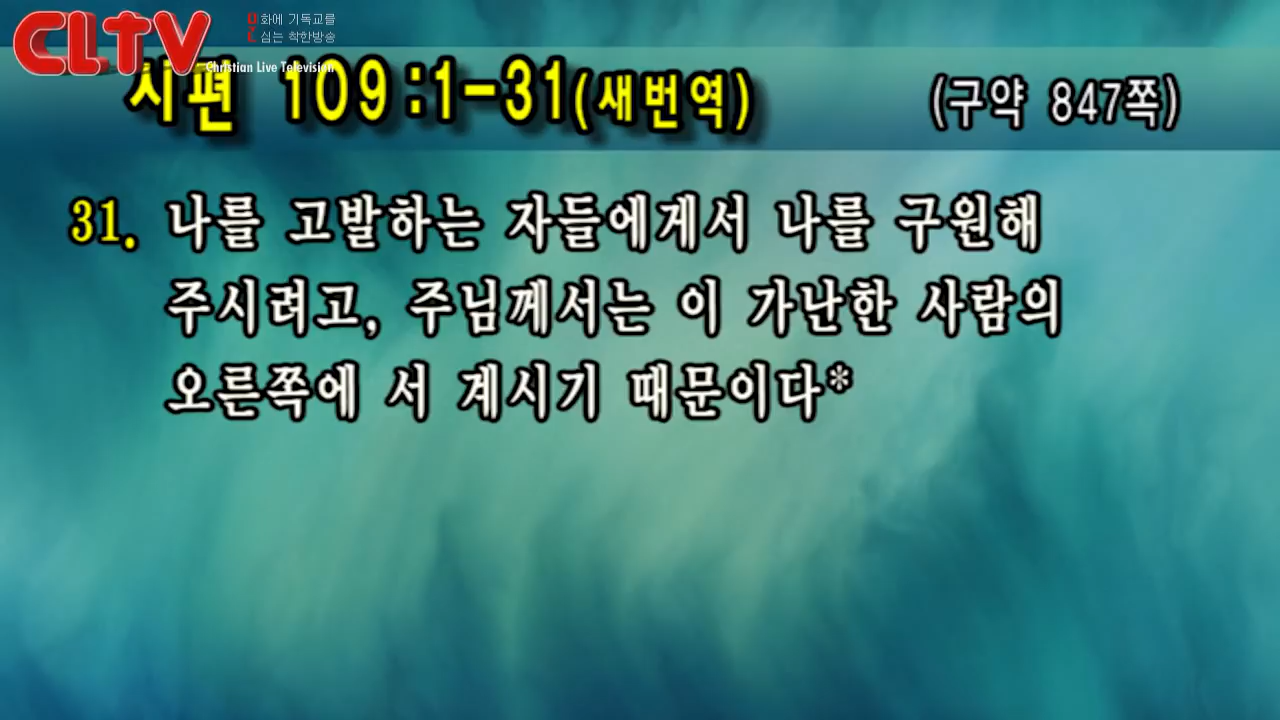 CLTV
문화에 기독교를
심는 착한방송
Christian Live Television
시편 109:1-31(새번역) (구약 847쪽)
31. 나를 고발하는 자들에게서 나를 구원해
주시려고, 주님께서는 이 가난한 사람의
오른쪽에 서 계시기 때문이다*